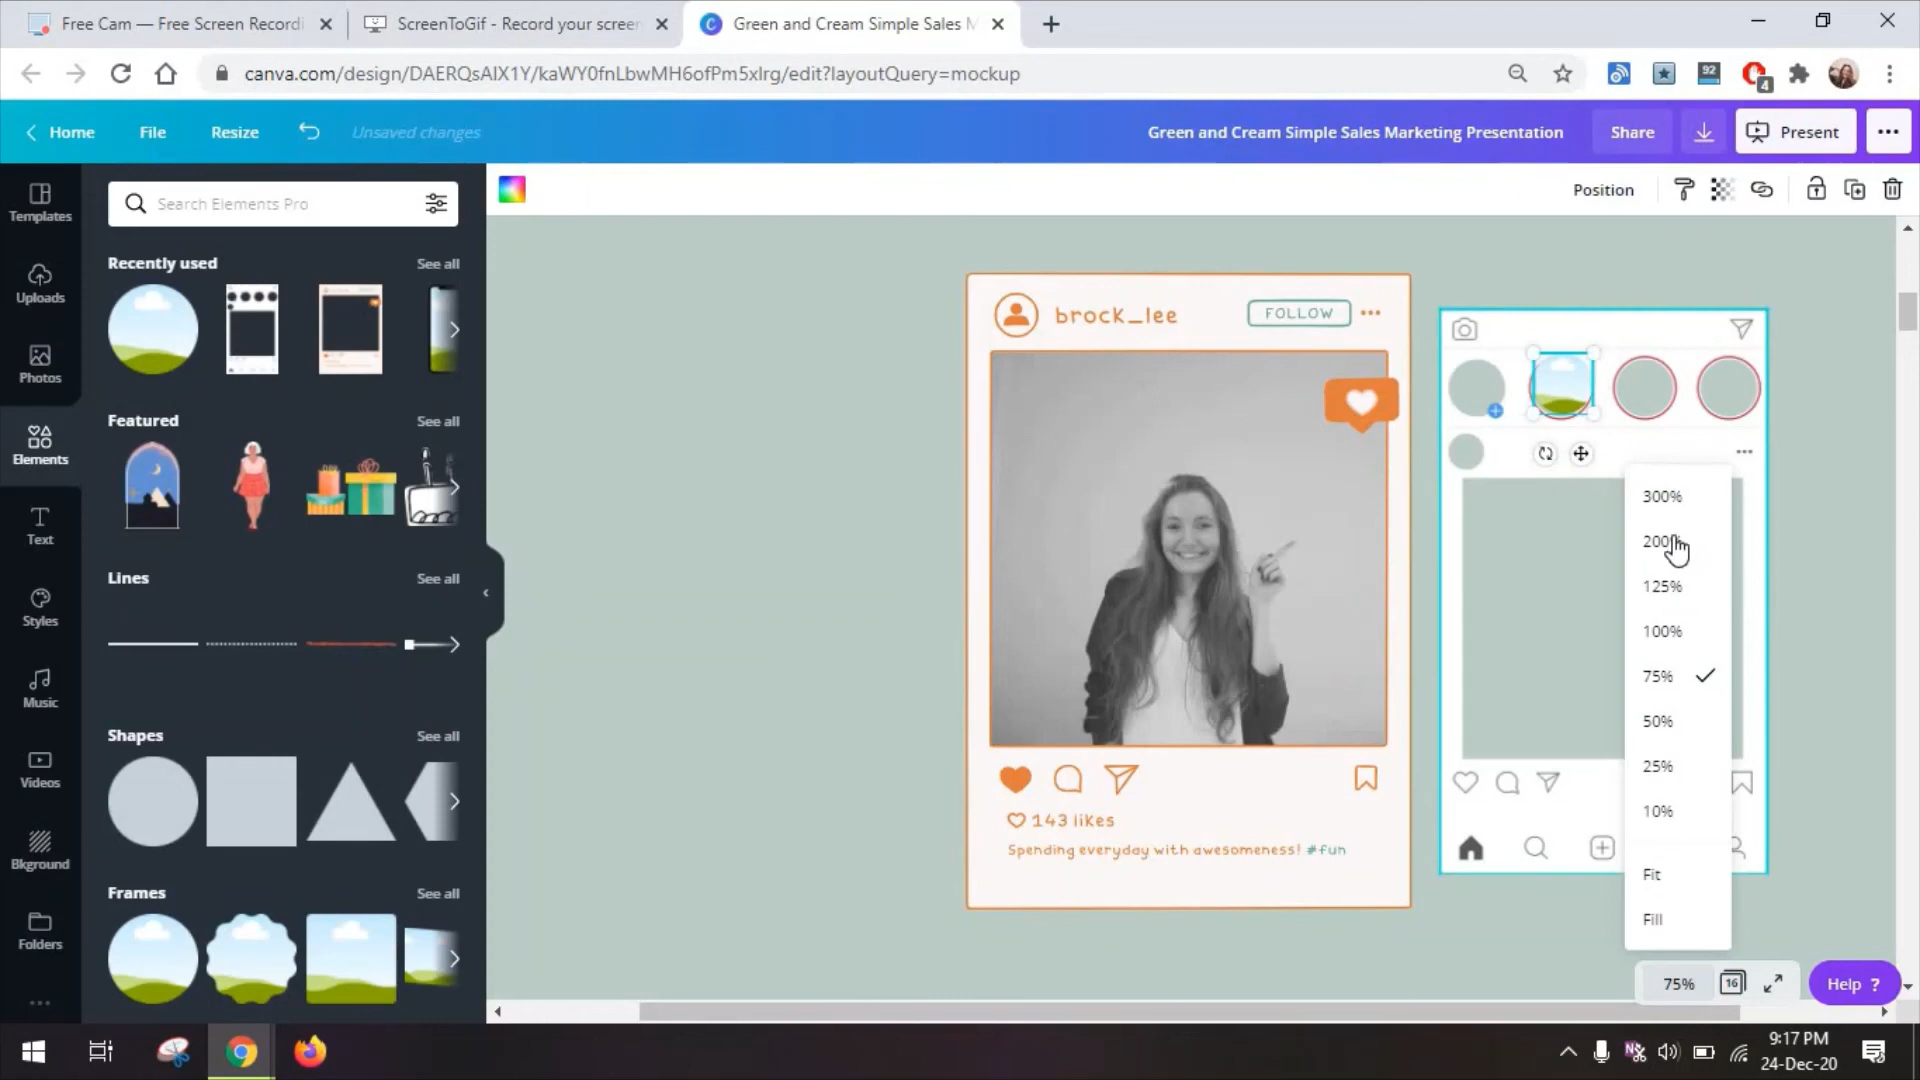 Free Cam — Free Screen Recordi
ScreenToGif - Record your screen
Green and Cream Simple Sales M
canva.com/design/DAERQsAlX1Y/kaWY0fnLbwMH6ofPm5xlrg/edit?layoutQuery=mockup
92
4
Home
File
Resize
Unsaved changes
Green and Cream Simple Sales Marketing Presentation
Share
Present
Templates
Uploads
Photos
Elements
Text
Styles
Music
Videos
Bkground
Folders
Search Elements Pro
Recently used
See all
Featured
See all
Lines
See all
Shapes
See all
Frames
See all
Position
brock_lee
FOLLOW
143 likes
Spending everyday with awesomeness! #fun
300%
200%
125%
100%
75%
50%
25%
10%
Fit
Fill
75%
16
Help ?
9:17 PM
24-Dec-20